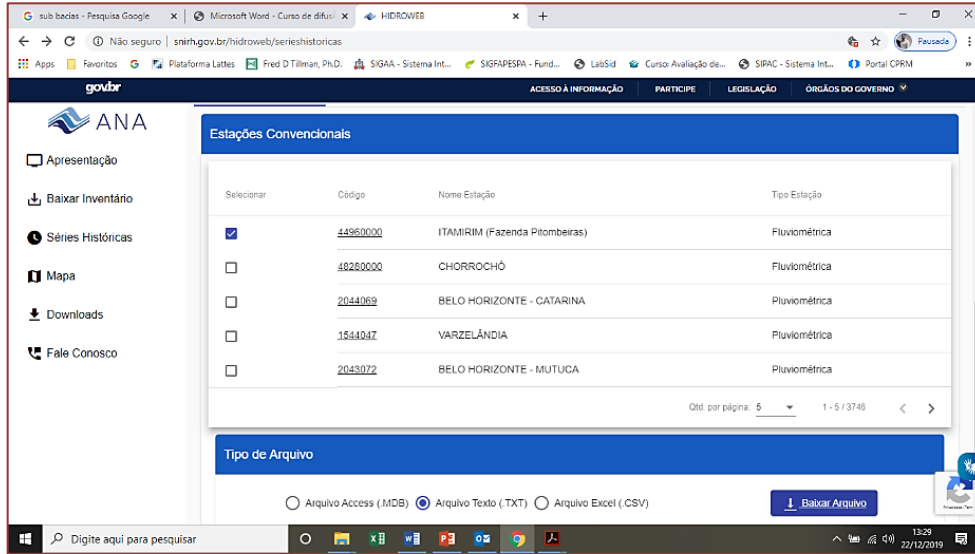 sub bacias - Pesquisa Google
Microsoft Word - Curso de difus
HIDROWEB
Não seguro | snirh.gov.br/hidroweb/serieshistoricas
Pausada
Apps Favoritos Plataforma Lattes Fred D Tillman, Ph.D. SIGAA - Sistema Int... SIGFAPESPA - Fund... LabSid Curso: Avaliação de... SIPAC - Sistema Int... Portal CPRM »
gov.br ACESSO À INFORMAÇÃO PARTICIPE LEGISLAÇÃO ÓRGÃOS DO GOVERNO
ANA
Apresentação
Baixar Inventário
Séries Históricas
Mapa
Downloads
Fale Conosco
Estações Convencionais
Selecionar Código Nome Estação Tipo Estação
44960000 ITAMIRIM (Fazenda Pitombeiras) Fluviométrica
48280000 CHORROCHÓ Fluviométrica
2044069 BELO HORIZONTE - CATARINA Pluviométrica
1544047 VARZELÂNDIA Pluviométrica
2043072 BELO HORIZONTE - MUTUCA Pluviométrica
Qtd. por página: 5 1 - 5 / 3746
Tipo de Arquivo
Arquivo Access (.MDB) Arquivo Texto (.TXT) Arquivo Excel (.CSV) Baixar Arquivo
Digite aqui para pesquisar
13:29
22/12/2019